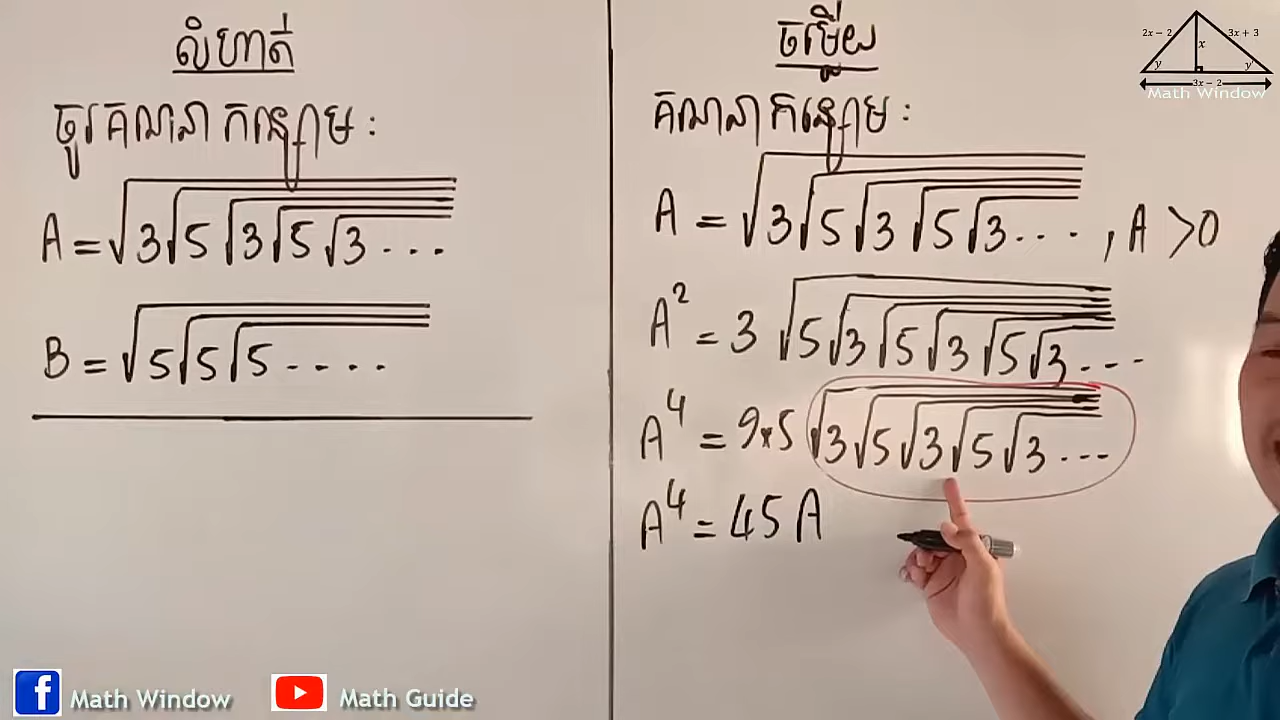 លំហាត់
ចូរគណនាកន្សោម :
A = √3√5√3√5√3 ...
B = √5√5√5 ....
ចម្លើយ
គណនាកន្សោម :
A = √3√5√3√5√3 ... , A > 0
A² = 3 √5√3√5√3√5√3 ...
A⁴ = 9×5 √3√5√3√5√3 ...
A⁴ = 45 A
2x − 2
3x + 3
x
y
y'
3x − 2
Math Window
Math Window
Math Guide